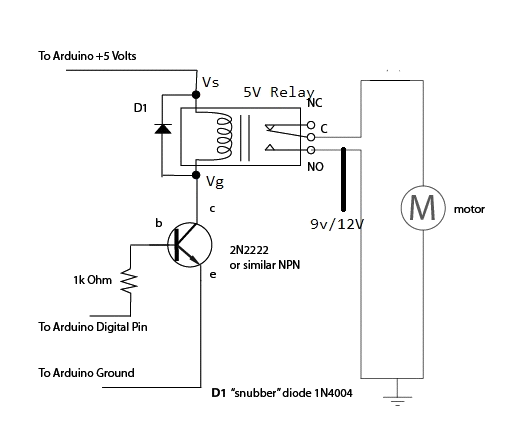 To Arduino +5 Volts
Vs
5V Relay
NC
D1
C
NO
Vg
9v/12V
M
motor
c
b
2N2222
or similar NPN
e
1k Ohm
To Arduino Digital Pin
To Arduino Ground
D1 "snubber" diode 1N4004